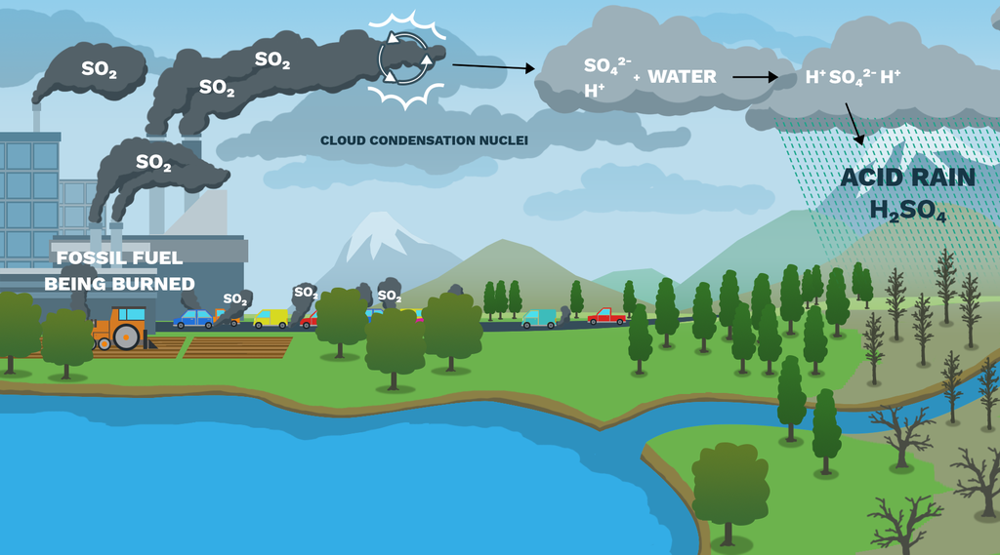 SO₂
SO₂
SO₂
SO₄²⁻
H⁺
+ WATER
H⁺ SO₄²⁻ H⁺
CLOUD CONDENSATION NUCLEI
SO₂
ACID RAIN
H₂SO₄
FOSSIL FUEL
BEING BURNED
SO₂
SO₂
SO₂